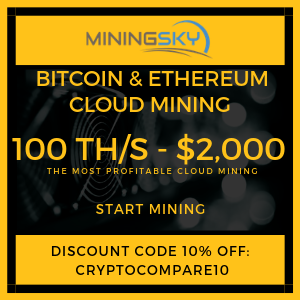 MININGSKY
BITCOIN & ETHEREUM
CLOUD MINING
100 TH/S - $2,000
THE MOST PROFITABLE CLOUD MINING
START MINING
DISCOUNT CODE 10% OFF:
CRYPTOCOMPARE10